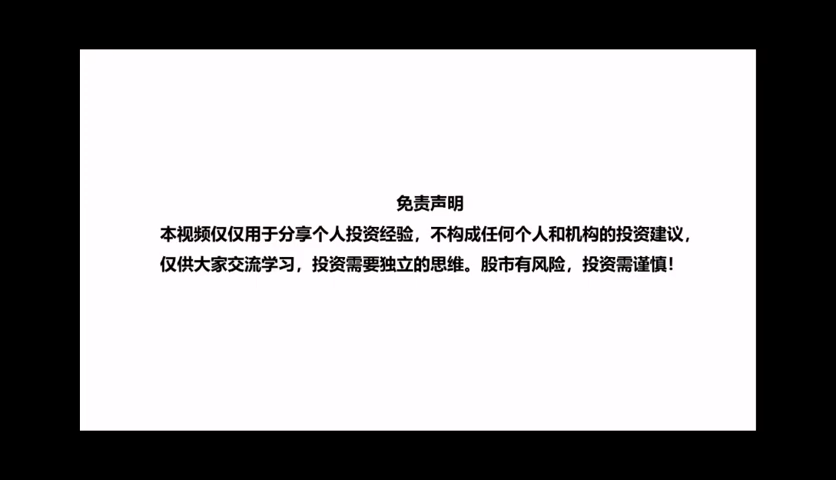 免责声明
本视频仅仅用于分享个人投资经验，不构成任何个人和机构的投资建议，
仅供大家交流学习，投资需要独立的思维。股市有风险，投资需谨慎！